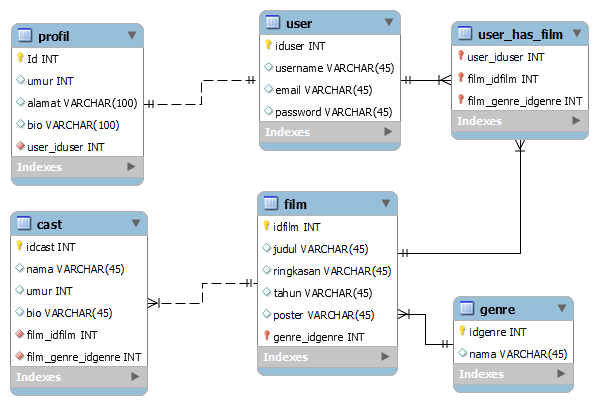 profil
Id INT
umur INT
alamat VARCHAR(100)
bio VARCHAR(100)
user_iduser INT
Indexes
user
iduser INT
username VARCHAR(45)
email VARCHAR(45)
password VARCHAR(45)
Indexes
user_has_film
user_iduser INT
film_idfilm INT
film_genre_idgenre INT
Indexes
cast
idcast INT
nama VARCHAR(45)
umur INT
bio VARCHAR(45)
film_idfilm INT
film_genre_idgenre INT
Indexes
film
idfilm INT
judul VARCHAR(45)
ringkasan VARCHAR(45)
tahun VARCHAR(45)
poster VARCHAR(45)
genre_idgenre INT
Indexes
genre
idgenre INT
nama VARCHAR(45)
Indexes